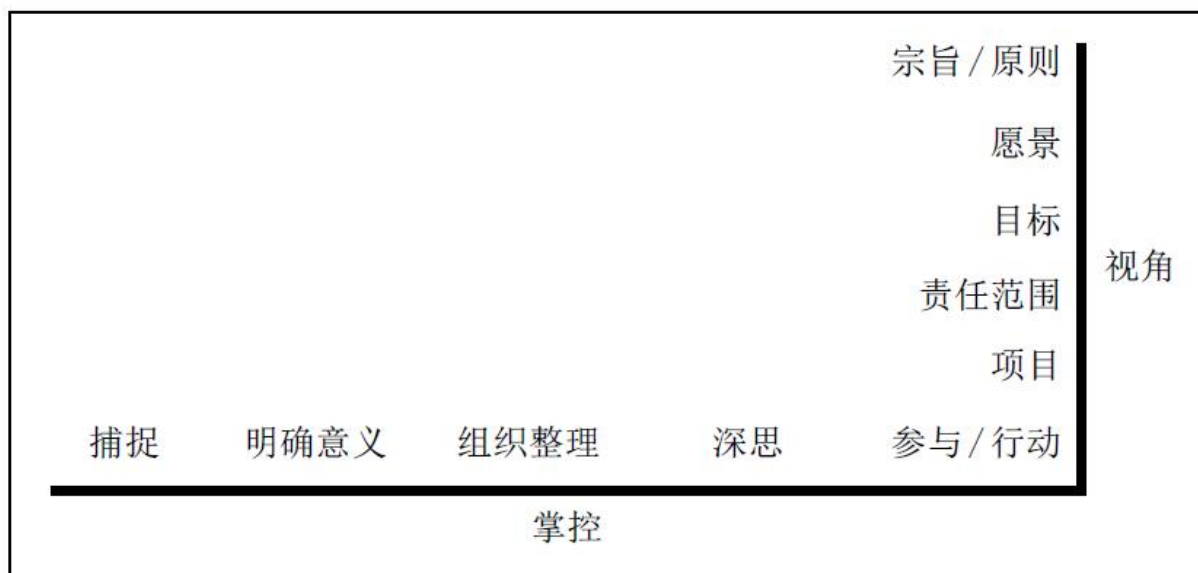 宗旨/原则
愿景
目标
视角
责任范围
项目
捕捉 明确意义 组织整理 深思 参与/行动
掌控